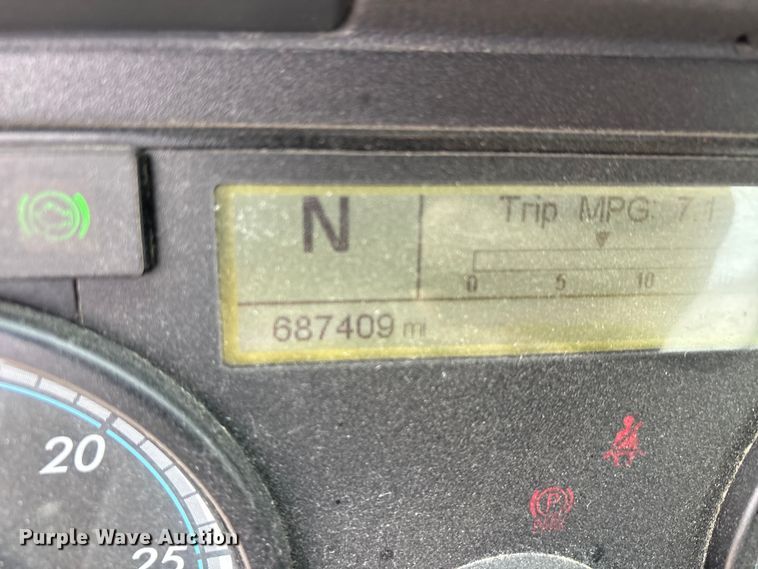 N
Trip MPG: 7.1
0 5 10
687409 mi
20
25
P
Purple Wave Auction